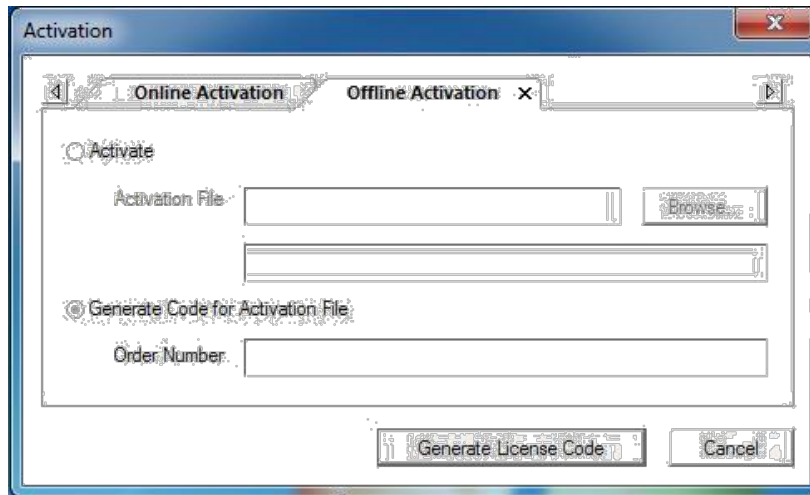 Activation
Online Activation Offline Activation
Activate
Activation File Browse
Generate Code for Activation File
Order Number
Generate License Code Cancel